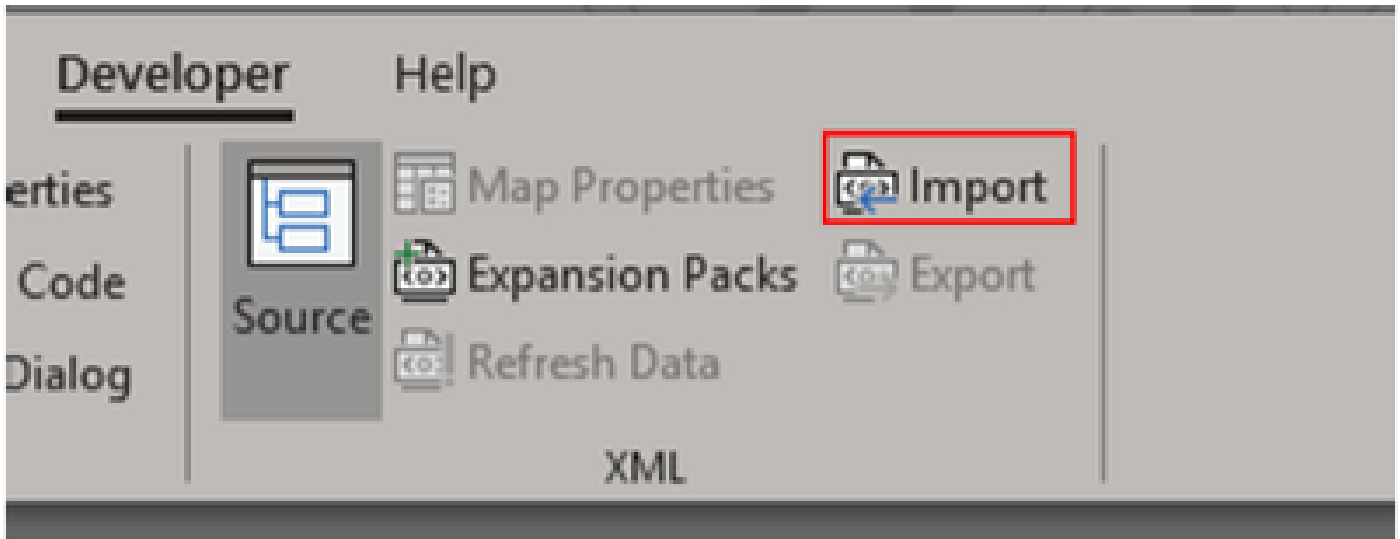 Developer Help
erties
Code
Dialog
Source
Map Properties
Expansion Packs
Refresh Data
Import
Export
XML